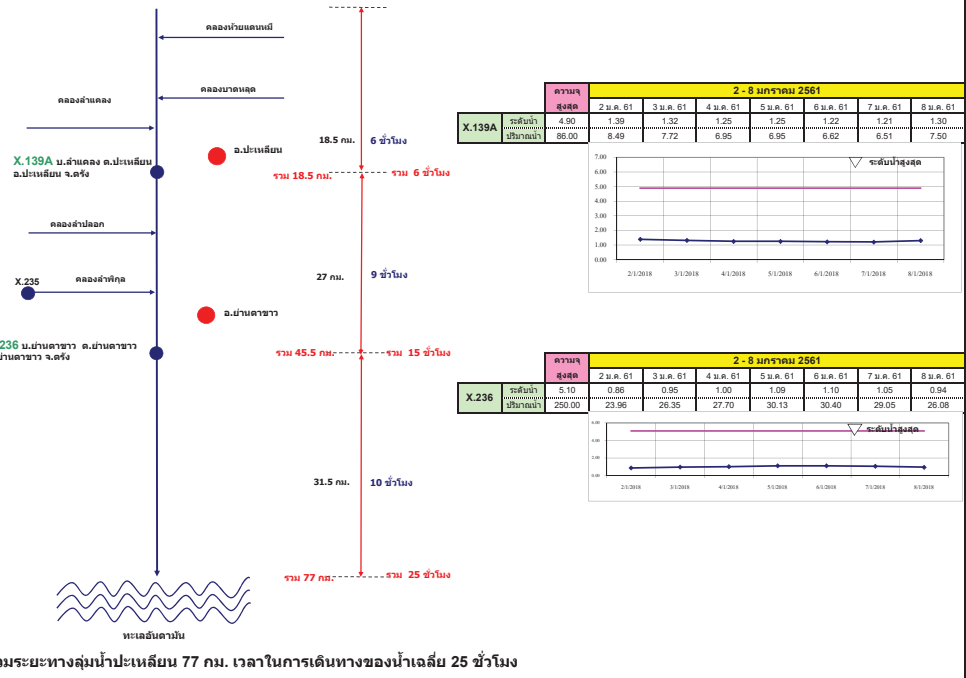 คลองห้วยแดนหมี
คลองบาดหลุด
คลองลำแคลง
18.5 กม. 6 ชั่วโมง
อ.ปะเหลียน
X.139A บ.ลำแคลง ต.ปะเหลียน
อ.ปะเหลียน จ.ตรัง
รวม 18.5 กม. รวม 6 ชั่วโมง
คลองลำปลอก
27 กม. 9 ชั่วโมง
X.235 คลองลำพิกุล
อ.ย่านตาขาว
236 บ.ย่านตาขาว ต.ย่านตาขาว
ย่านตาขาว จ.ตรัง
รวม 45.5 กม. รวม 15 ชั่วโมง
31.5 กม. 10 ชั่วโมง
รวม 77 กม. รวม 25 ชั่วโมง
ทะเลอันดามัน
วมระยะทางลุ่มน้ำปะเหลียน 77 กม. เวลาในการเดินทางของน้ำเฉลี่ย 25 ชั่วโมง
ความจุ 2 - 8 มกราคม 2561
สูงสุด 2 ม.ค. 61 3 ม.ค. 61 4 ม.ค. 61 5 ม.ค. 61 6 ม.ค. 61 7 ม.ค. 61 8 ม.ค. 61
X.139A
ระดับน้ำ 4.90 1.39 1.32 1.25 1.25 1.22 1.21 1.30
ปริมาณน้ำ 86.00 8.49 7.72 6.95 6.95 6.62 6.51 7.50
ระดับน้ำสูงสุด
7.00
6.00
5.00
4.00
3.00
2.00
1.00
0.00
2/1/2018 3/1/2018 4/1/2018 5/1/2018 6/1/2018 7/1/2018 8/1/2018
ความจุ 2 - 8 มกราคม 2561
สูงสุด 2 ม.ค. 61 3 ม.ค. 61 4 ม.ค. 61 5 ม.ค. 61 6 ม.ค. 61 7 ม.ค. 61 8 ม.ค. 61
X.236
ระดับน้ำ 5.10 0.86 0.95 1.00 1.09 1.10 1.05 0.94
ปริมาณน้ำ 250.00 23.96 26.35 27.70 30.13 30.40 29.05 26.08
ระดับน้ำสูงสุด
6.00
4.00
2.00
0.00
2/1/2018 3/1/2018 4/1/2018 5/1/2018 6/1/2018 7/1/2018 8/1/2018